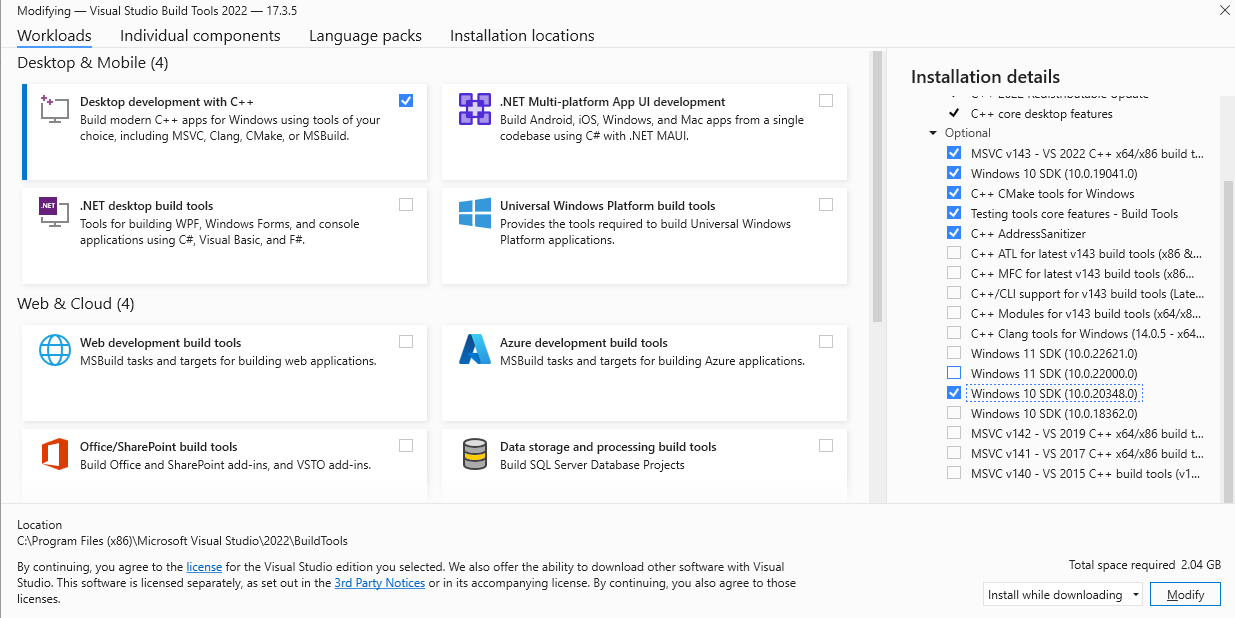 Modifying — Visual Studio Build Tools 2022 — 17.3.5
Workloads
Individual components
Language packs
Installation locations
Desktop & Mobile (4)
Desktop development with C++
Build modern C++ apps for Windows using tools of your
choice, including MSVC, Clang, CMake, or MSBuild.
.NET Multi-platform App UI development
Build Android, iOS, Windows, and Mac apps from a single
codebase using C# with .NET MAUI.
.NET
.NET desktop build tools
Tools for building WPF, Windows Forms, and console
applications using C#, Visual Basic, and F#.
Universal Windows Platform build tools
Provides the tools required to build Universal Windows
Platform applications.
Web & Cloud (4)
Web development build tools
MSBuild tasks and targets for building web applications.
Azure development build tools
MSBuild tasks and targets for building Azure applications.
Office/SharePoint build tools
Build Office and SharePoint add-ins, and VSTO add-ins.
Data storage and processing build tools
Build SQL Server Database Projects
Installation details
C++ 2022 Redistributable Update
C++ core desktop features
Optional
MSVC v143 - VS 2022 C++ x64/x86 build t...
Windows 10 SDK (10.0.19041.0)
C++ CMake tools for Windows
Testing tools core features - Build Tools
C++ AddressSanitizer
C++ ATL for latest v143 build tools (x86 &...
C++ MFC for latest v143 build tools (x86...
C++/CLI support for v143 build tools (Late...
C++ Modules for v143 build tools (x64/x8...
C++ Clang tools for Windows (14.0.5 - x64...
Windows 11 SDK (10.0.22621.0)
Windows 11 SDK (10.0.22000.0)
Windows 10 SDK (10.0.20348.0)
Windows 10 SDK (10.0.18362.0)
MSVC v142 - VS 2019 C++ x64/x86 build t...
MSVC v141 - VS 2017 C++ x64/x86 build t...
MSVC v140 - VS 2015 C++ build tools (v1...
Location
C:\Program Files (x86)\Microsoft Visual Studio\2022\BuildTools
By continuing, you agree to the license for the Visual Studio edition you selected. We also offer the ability to download other software with Visual
Studio. This software is licensed separately, as set out in the 3rd Party Notices or in its accompanying license. By continuing, you also agree to those
licenses.
Total space required 2.04 GB
Install while downloading
Modify